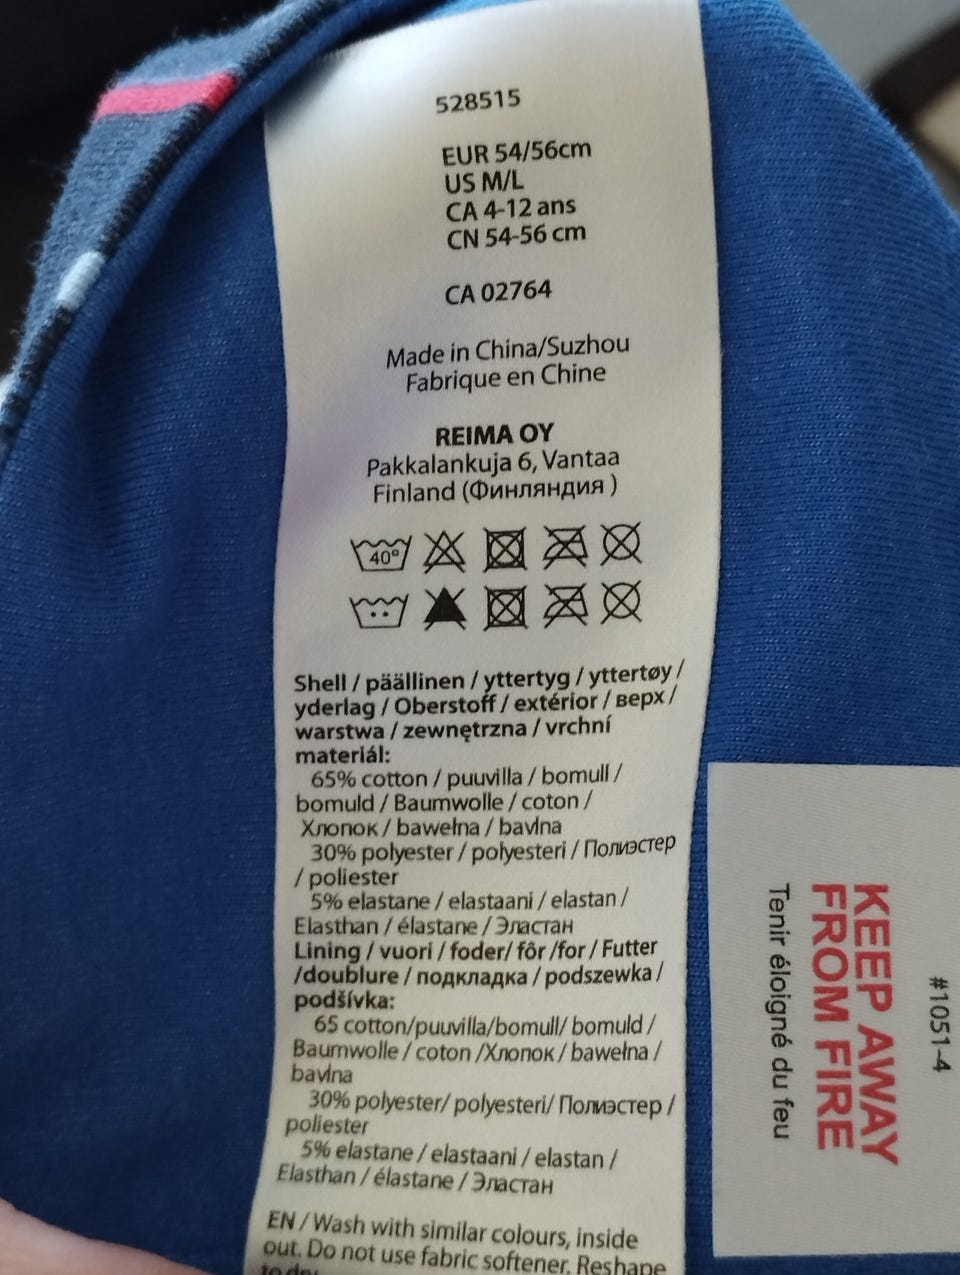 528515
EUR 54/56cm
US M/L
CA 4-12 ans
CN 54-56 cm
CA 02764
Made in China/Suzhou
Fabrique en Chine
REIMA OY
Pakkalankuja 6, Vantaa
Finland (Финляндия )
40°
Shell / päällinen / yttertyg / yttertøy /
yderlag / Oberstoff / extérior / верх /
warstwa / zewnętrzna / vrchní
materiál:
65% cotton / puuvilla / bomull /
bomuld / Baumwolle / coton /
Хлопок / bawełna / bavlna
30% polyester / polyesteri / Полиэстер
/ poliester
5% elastane / elastaani / elastan /
Elasthan / élastane / Эластан
Lining / vuori / foder/ fôr /for / Futter
/doublure / подкладка / podszewka /
podšívka:
65 cotton/puuvilla/bomull/ bomuld /
Baumwolle / coton /Хлопок / bawełna /
bavlna
30% polyester/ polyesteri/ Полиэстер /
poliester
5% elastane / elastaani / elastan /
Elasthan / élastane / Эластан
EN / Wash with similar colours, inside
out. Do not use fabric softener. Reshape
#1051-4
KEEP AWAY
FROM FIRE
Tenir éloigné du feu